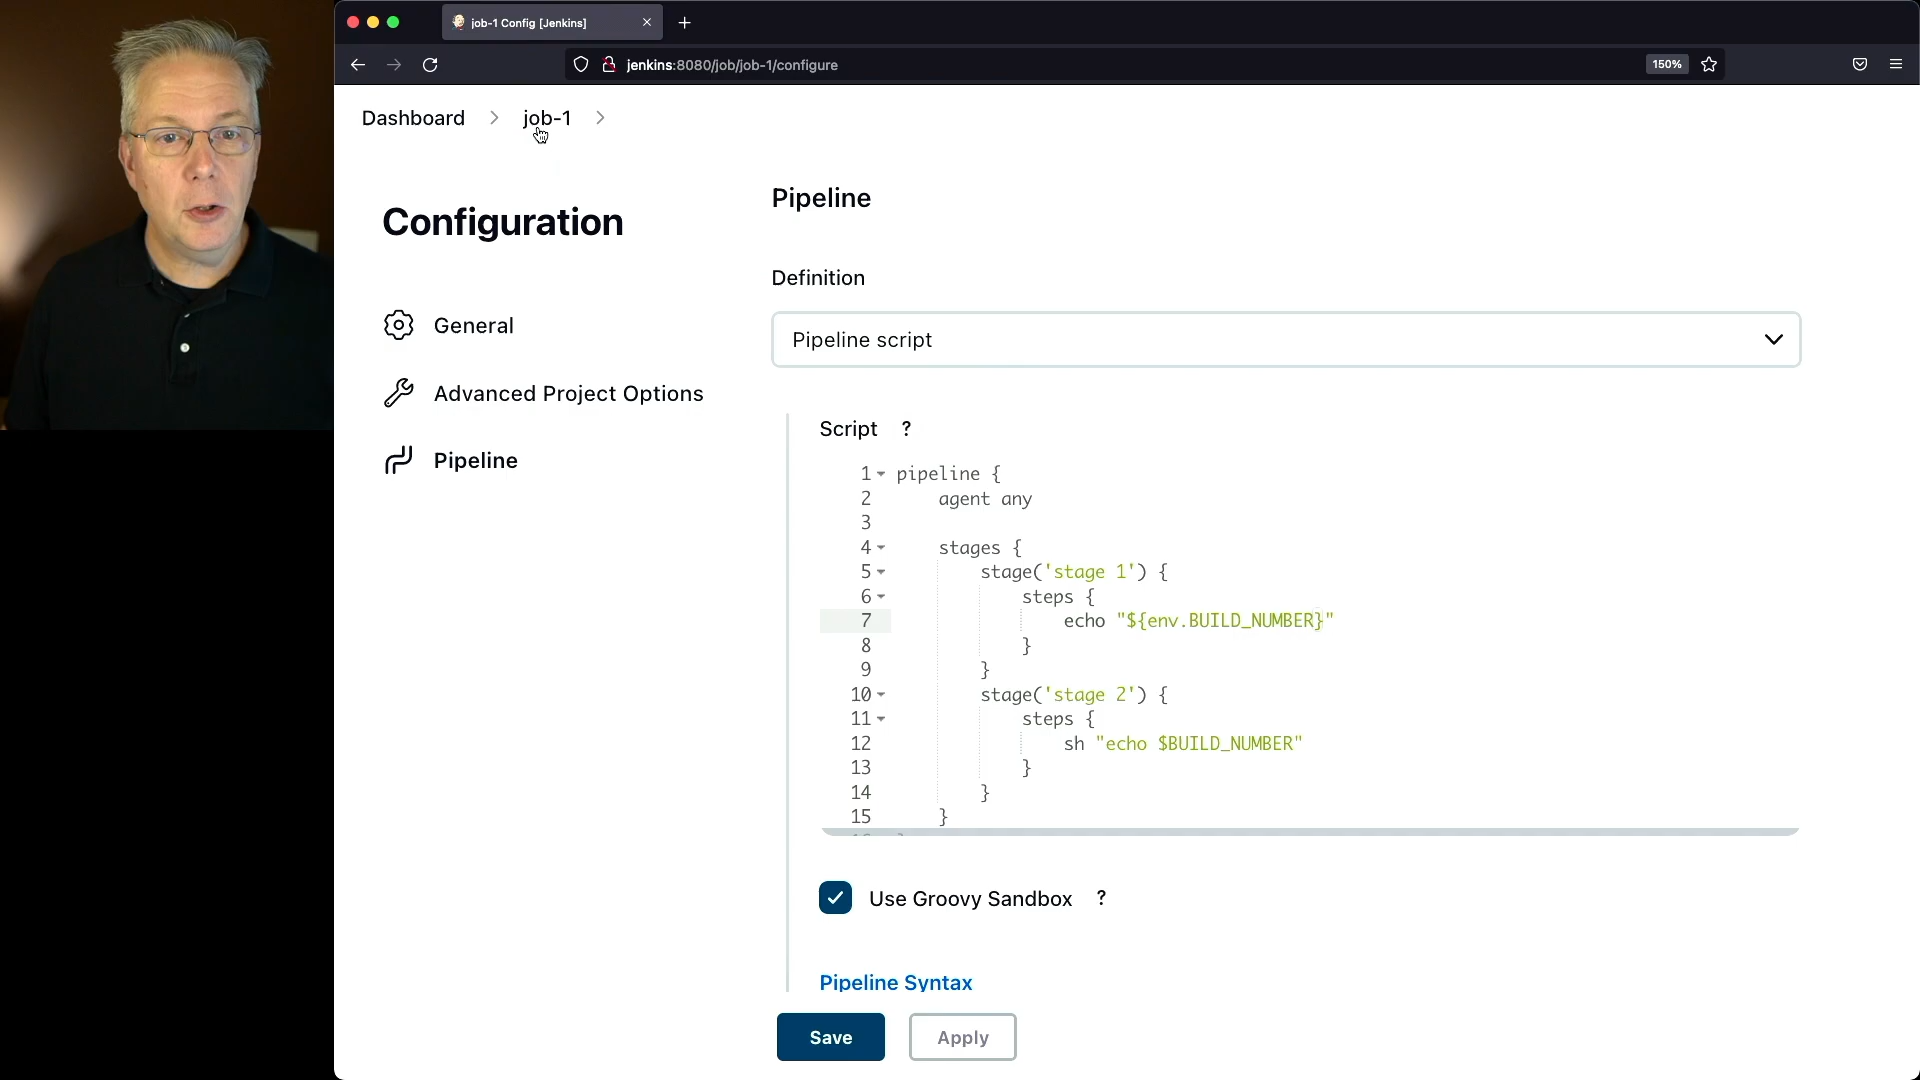 job-1 Config [Jenkins]
jenkins:8080/job/job-1/configure
150%
Dashboard
job-1
Configuration
General
Advanced Project Options
Pipeline
Pipeline
Definition
Pipeline script
Script ?
1 pipeline {
2 agent any
3
4 stages {
5 stage('stage 1') {
6 steps {
7 echo "${env.BUILD_NUMBER}"
8 }
9 }
10 stage('stage 2') {
11 steps {
12 sh "echo $BUILD_NUMBER"
13 }
14 }
15 }
Use Groovy Sandbox ?
Pipeline Syntax
Save
Apply